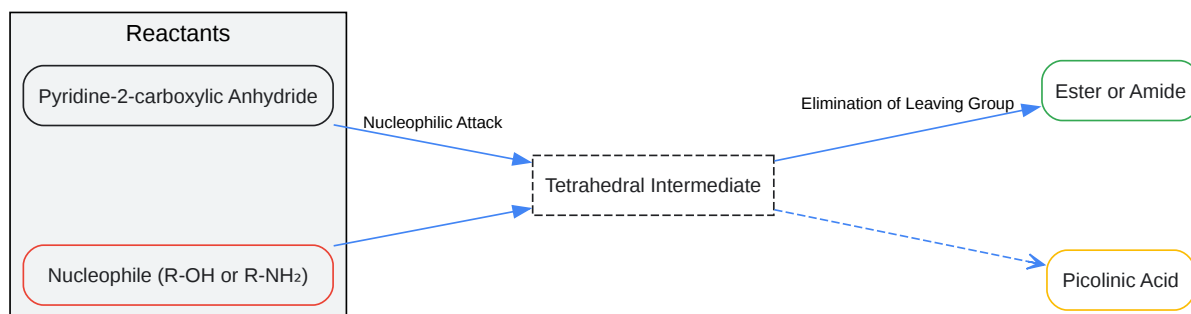 Reactants
Pyridine-2-carboxylic Anhydride
Nucleophilic Attack
Nucleophile (R-OH or R-NH₂)
Tetrahedral Intermediate
Elimination of Leaving Group
Ester or Amide
Picolinic Acid